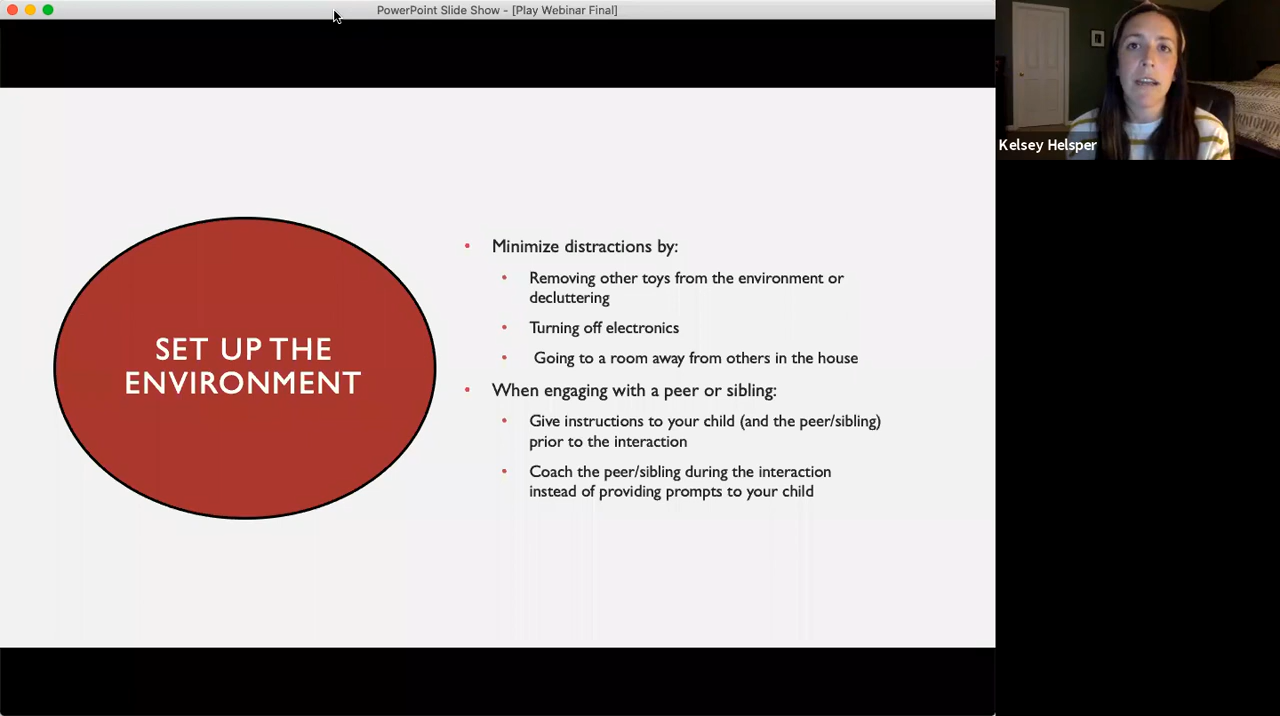 PowerPoint Slide Show - [Play Webinar Final]
Kelsey Helsper
SET UP THE
ENVIRONMENT
• Minimize distractions by:
• Removing other toys from the environment or
decluttering
• Turning off electronics
• Going to a room away from others in the house
• When engaging with a peer or sibling:
• Give instructions to your child (and the peer/sibling)
prior to the interaction
• Coach the peer/sibling during the interaction
instead of providing prompts to your child